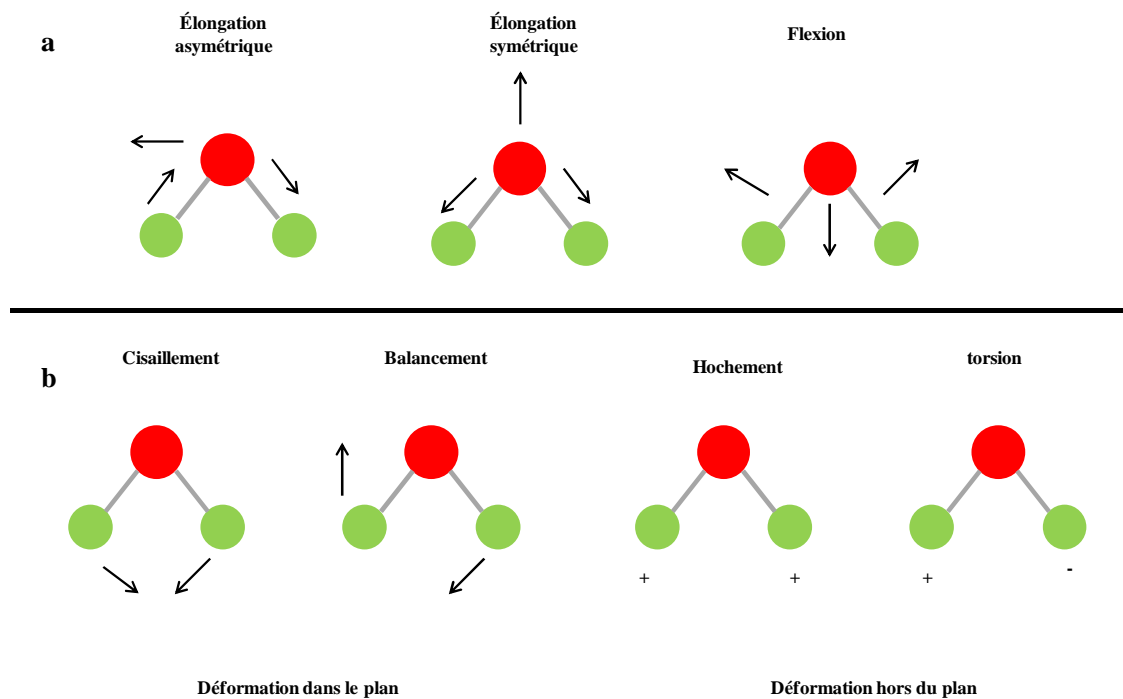 a
Élongation
asymétrique
Élongation
symétrique
Flexion
b
Cisaillement
Balancement
Hochement
torsion
+
+
+
-
Déformation dans le plan
Déformation hors du plan